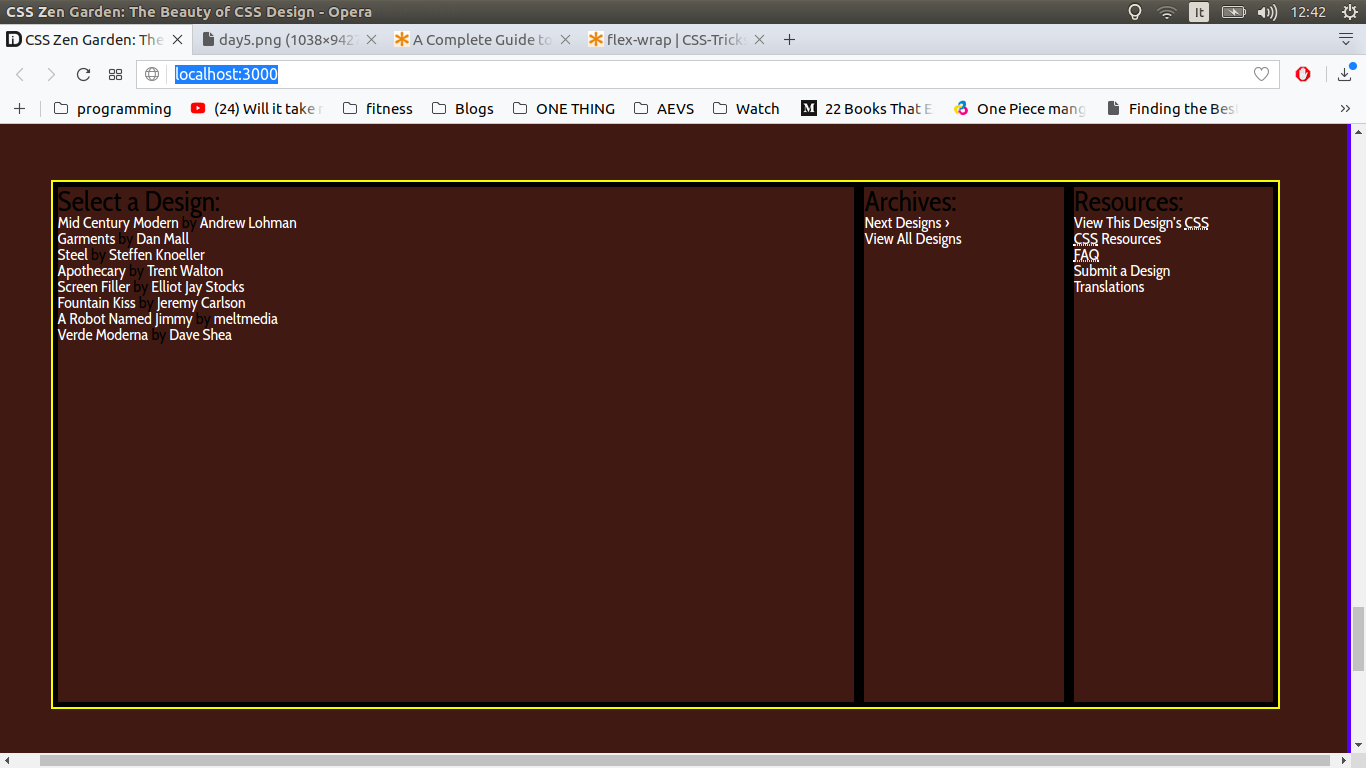 CSS Zen Garden: The Beauty of CSS Design - Opera
It
12:42
CSS Zen Garden: The
day5.png (1038×942
A Complete Guide to
flex-wrap | CSS-Tricks
localhost:3000
programming
(24) Will it take
fitness
Blogs
ONE THING
AEVS
Watch
M
22 Books That E
One Piece mang
Finding the Bes
Select a Design:
Mid Century Modern by Andrew Lohman
Garments by Dan Mall
Steel by Steffen Knoeller
Apothecary by Trent Walton
Screen Filler by Elliot Jay Stocks
Fountain Kiss by Jeremy Carlson
A Robot Named Jimmy by meltmedia
Verde Moderna by Dave Shea
Archives:
Next Designs ›
View All Designs
Resources:
View This Design's CSS
CSS Resources
FAQ
Submit a Design
Translations